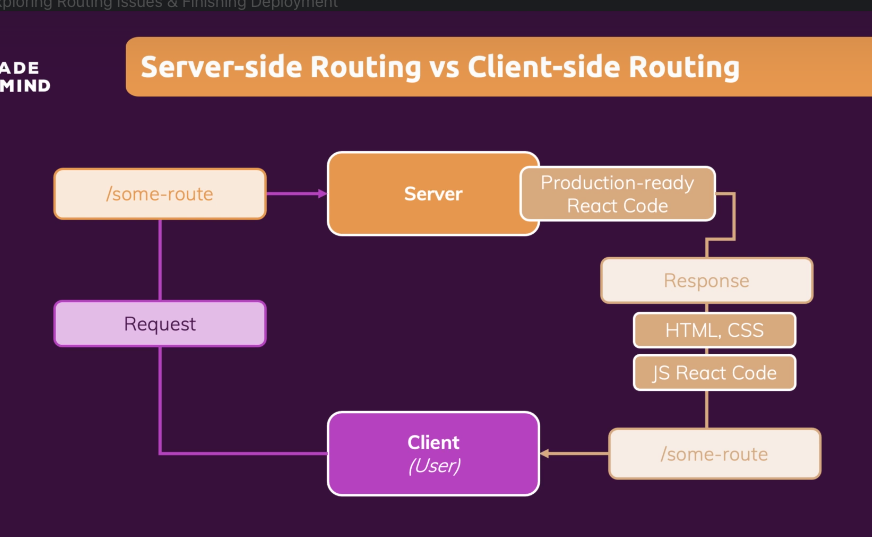 xploring Routing Issues & Finishing Deployment
ADE
MIND
Server-side Routing vs Client-side Routing
/some-route
Server
Production-ready
React Code
Response
Request
HTML, CSS
JS React Code
Client
(User)
/some-route